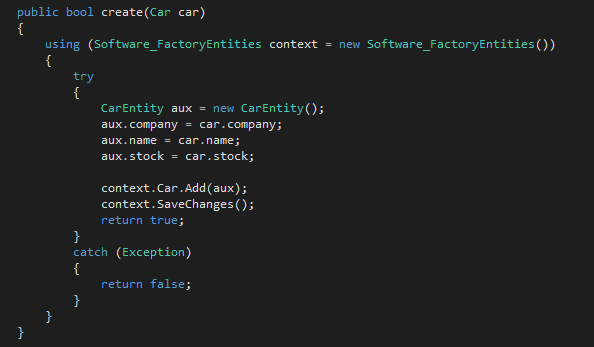 public bool create(Car car)
{
    using (Software_FactoryEntities context = new Software_FactoryEntities())
    {
        try
        {
            CarEntity aux = new CarEntity();
            aux.company = car.company;
            aux.name = car.name;
            aux.stock = car.stock;

            context.Car.Add(aux);
            context.SaveChanges();
            return true;
        }
        catch (Exception)
        {
            return false;
        }
    }
}